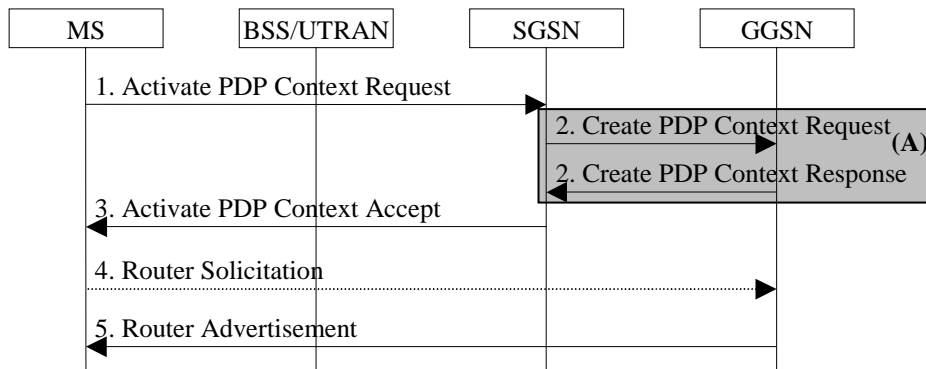 MS BSS/UTRAN SGSN GGSN
1. Activate PDP Context Request
2. Create PDP Context Request
(A)
2. Create PDP Context Response
3. Activate PDP Context Accept
4. Router Solicitation
5. Router Advertisement